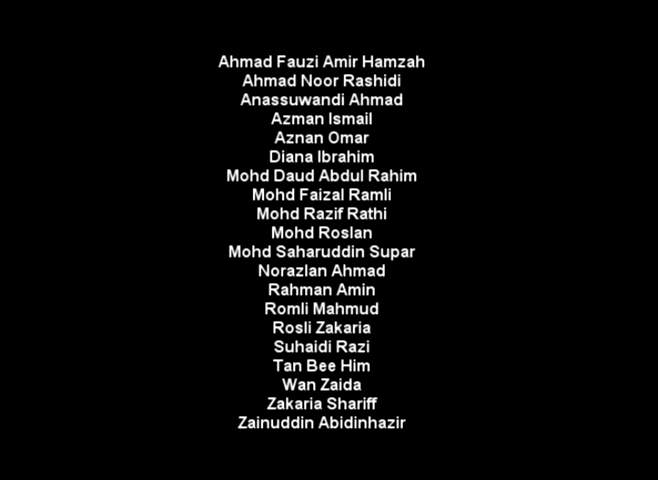 Ahmad Fauzi Amir Hamzah
Ahmad Noor Rashidi
Anassuwandi Ahmad
Azman Ismail
Aznan Omar
Diana Ibrahim
Mohd Daud Abdul Rahim
Mohd Faizal Ramli
Mohd Razif Rathi
Mohd Roslan
Mohd Saharuddin Supar
Norazlan Ahmad
Rahman Amin
Romli Mahmud
Rosli Zakaria
Suhaidi Razi
Tan Bee Him
Wan Zaida
Zakaria Shariff
Zainuddin Abidinhazir